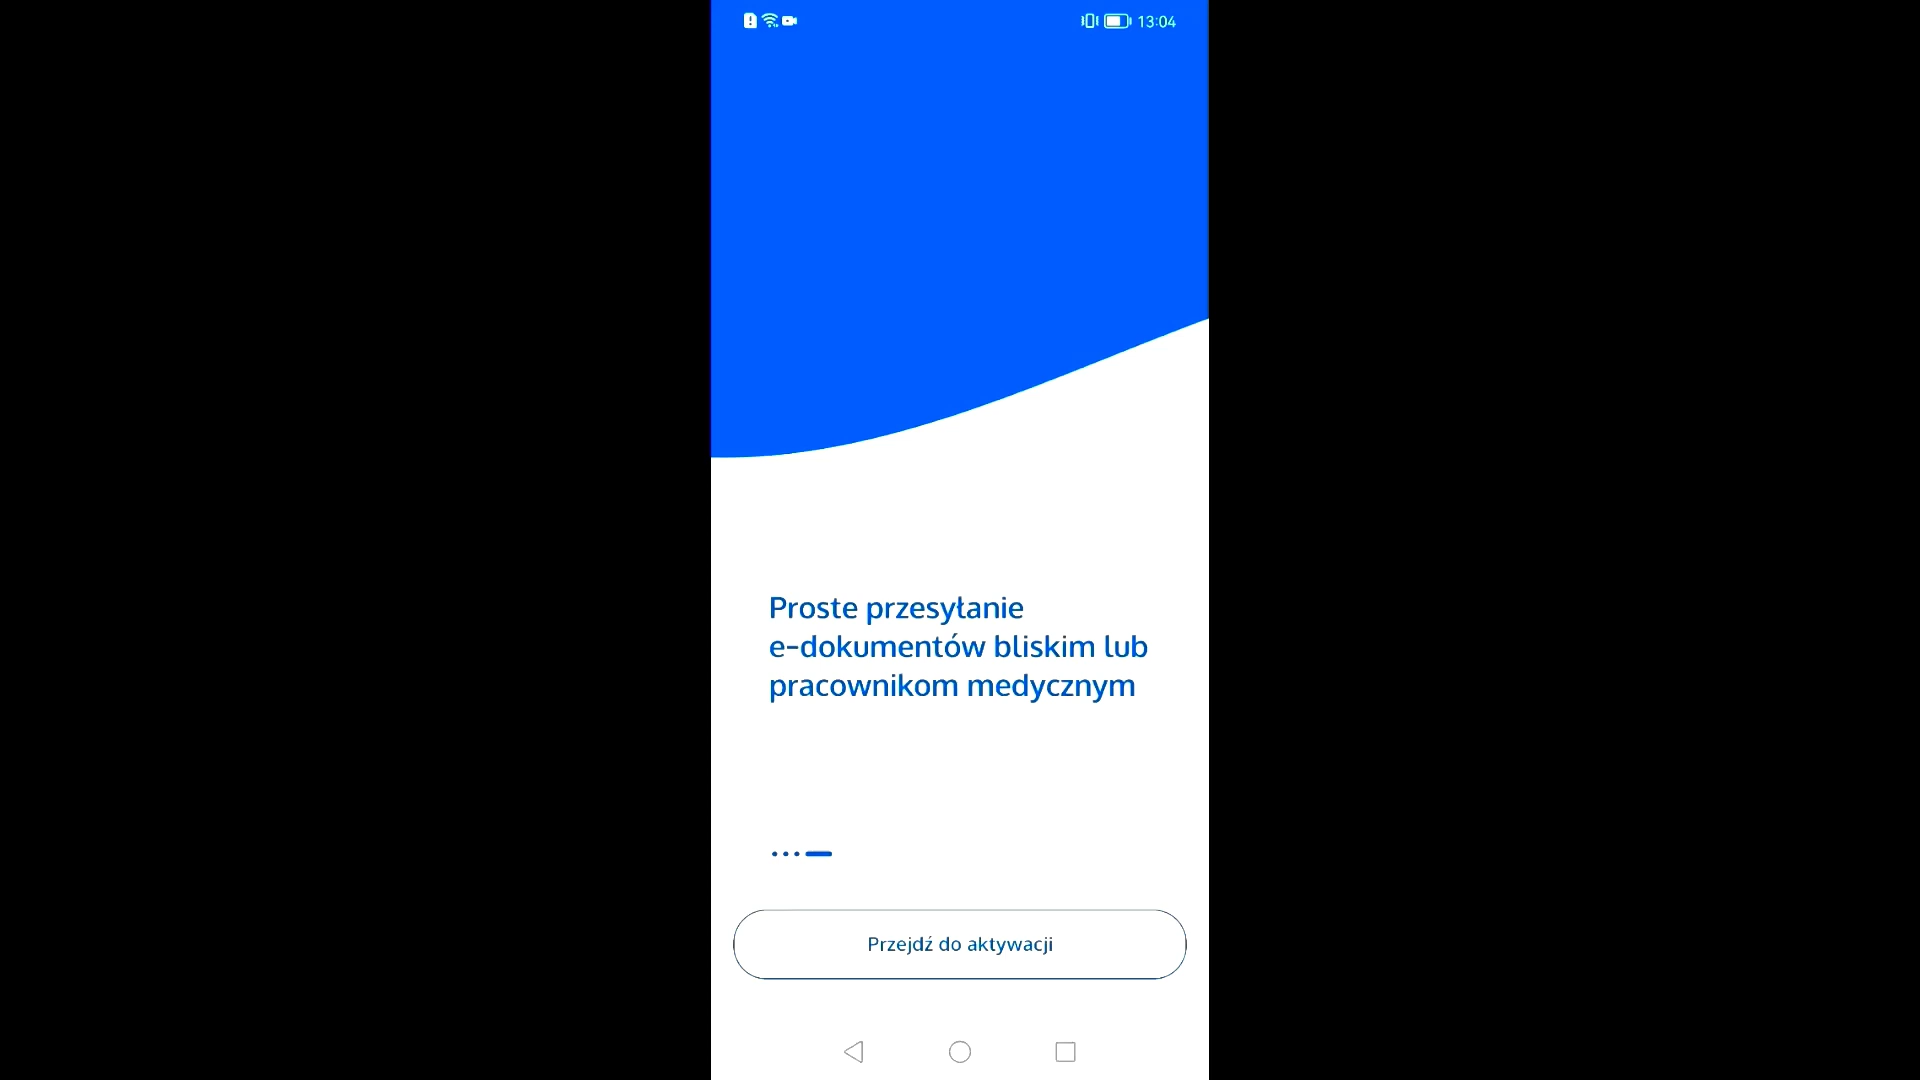 13:04
Proste przesyłanie
e-dokumentów bliskim lub
pracownikom medycznym
Przejdź do aktywacji